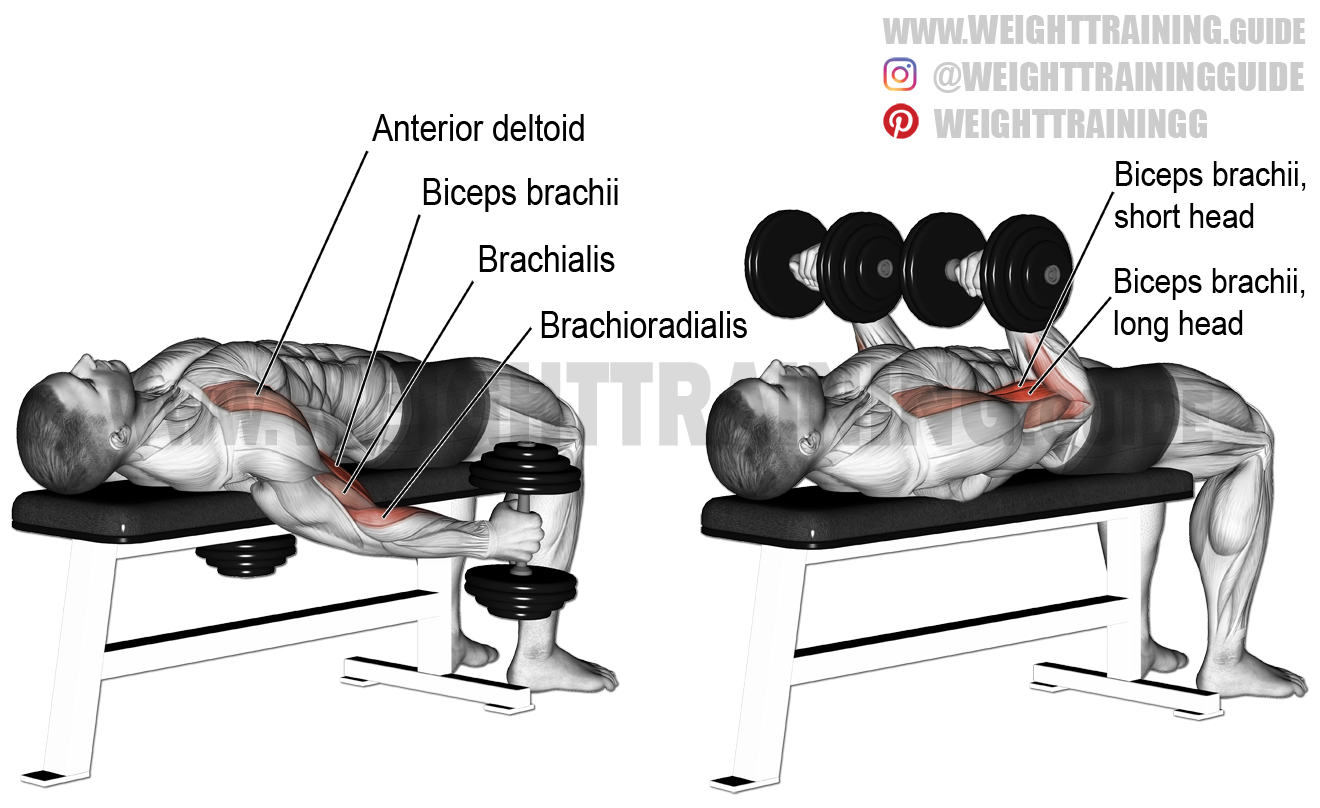 WWW.WEIGHTTRAINING.GUIDE
@WEIGHTTRAININGGUIDE
WEIGHTTRAININGG
Anterior deltoid
Biceps brachii
Brachialis
Brachioradialis
Biceps brachii,
short head
Biceps brachii,
long head
WWW.WEIGHTTRAINING.GUIDE